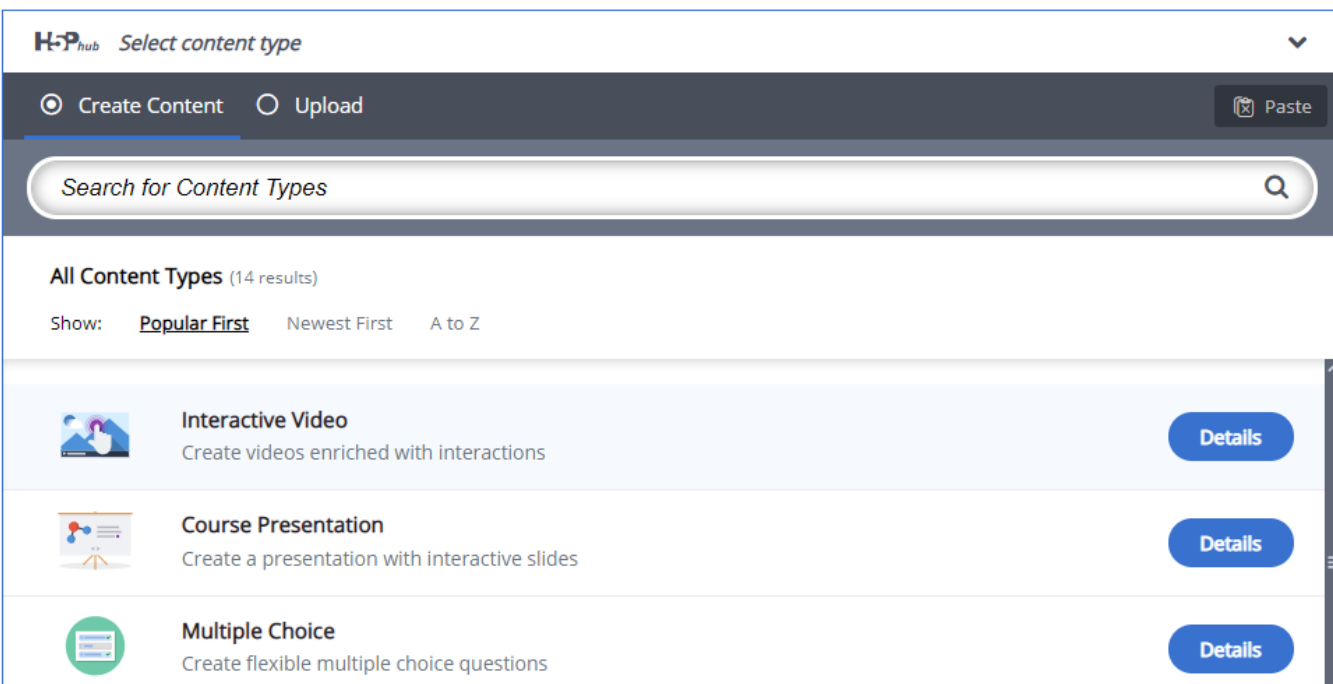 H5Phub Select content type
Create Content Upload Paste
Search for Content Types
All Content Types (14 results)
Show: Popular First Newest First A to Z
Interactive Video
Create videos enriched with interactions
Details
Course Presentation
Create a presentation with interactive slides
Details
Multiple Choice
Create flexible multiple choice questions
Details